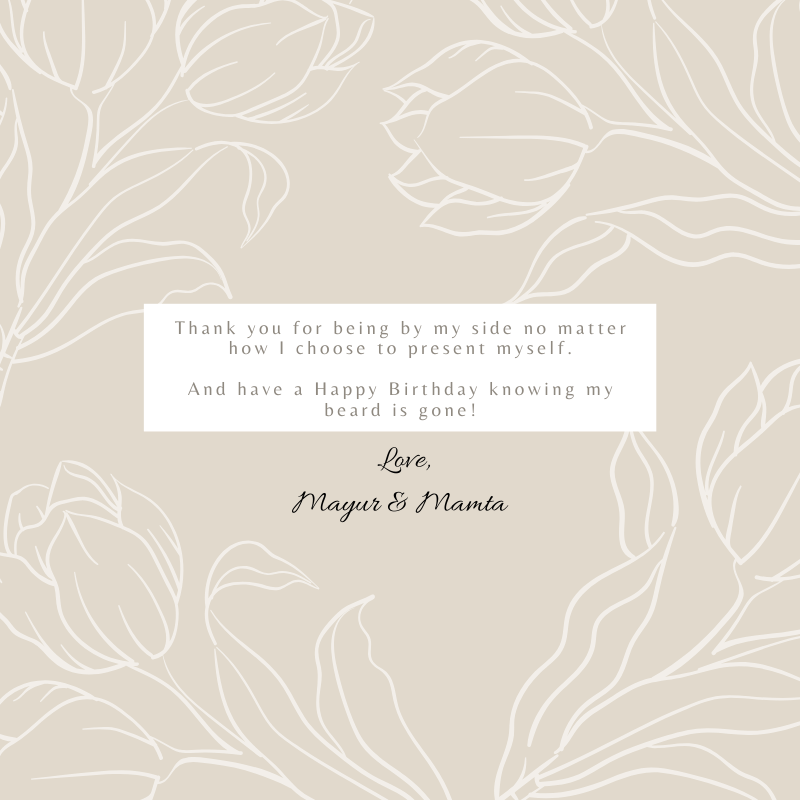 Thank you for being by my side no matter
how I choose to present myself.
And have a Happy Birthday knowing my
beard is gone!
Love,
Mayur & Mamta